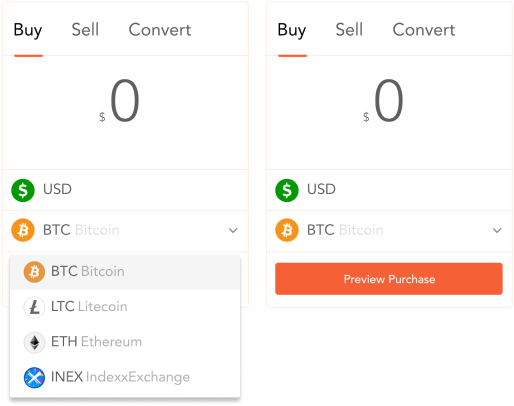 Buy Sell Convert
$0
USD
BTC Bitcoin
BTC Bitcoin
LTC Litecoin
ETH Ethereum
INEX IndexxExchange
Buy Sell Convert
$0
USD
BTC Bitcoin
Preview Purchase